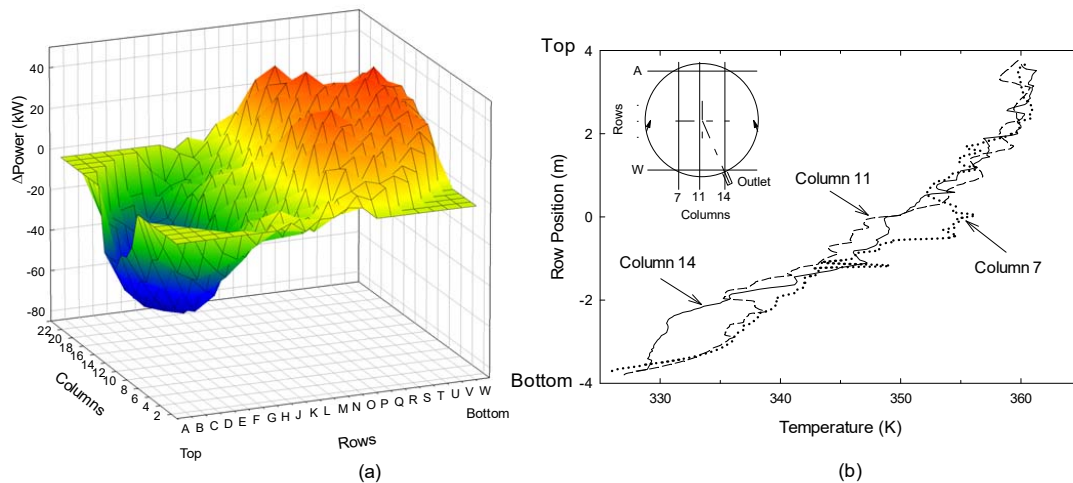 (a)
ΔPower (kW)
40
20
0
-20
-40
-60
-80
22
20
18
16
14
12
10
8
6
4
2
Columns
A B C D E F G H J K L M N O P Q R S T U V W
Top
Bottom
Rows
(a)
(b)
Top
Bottom
4
2
0
-2
-4
Row Position (m)
330
340
350
360
Temperature (K)
A
Rows
W
7 11 14
Columns
Outlet
Column 11
Column 14
Column 7
(b)